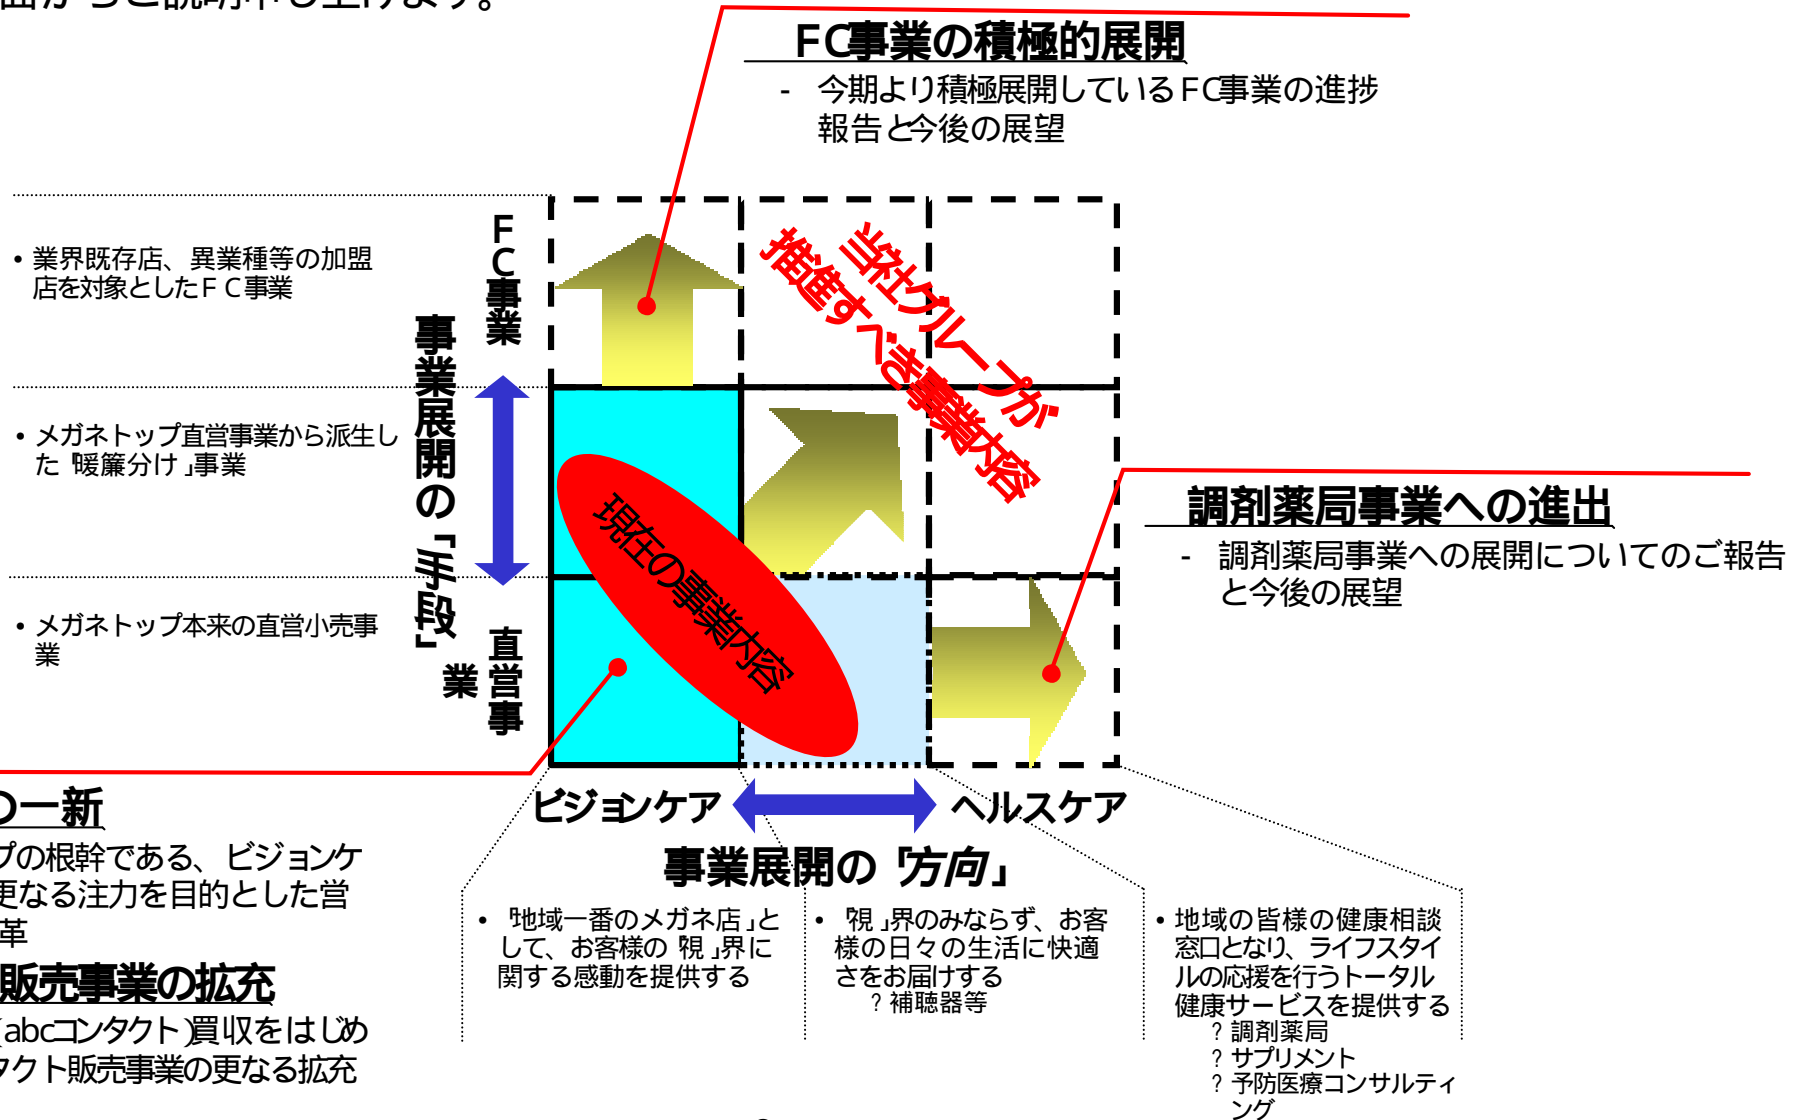 面からご説明申し上げます。
FC事業の積極的展開
- 今期より積極展開しているFC事業の進捗
報告と今後の展望
FC事業
• 業界既存店、異業種等の加盟
店を対象としたFC事業
当社グループが
推進すべき事業内容
事業展開の「手段」
• メガネトップ直営事業から派生し
た「暖簾分け」事業
現在の事業内容
調剤薬局事業への進出
- 調剤薬局事業への展開についてのご報告
と今後の展望
• メガネトップ本来の直営小売事
業
直営事
業
ビジョンケア
ヘルスケア
事業展開の「方向」
の一新
プの根幹である、ビジョンケ
更なる注力を目的とした営
革
販売事業の拡充
(abcコンタクト)買収をはじめ
タクト販売事業の更なる拡充
• 「地域一番のメガネ店」と
して、お客様の「視」界に
関する感動を提供する
• 「視」界のみならず、お客
様の日々の生活に快適
さをお届けする
? 補聴器等
• 地域の皆様の健康相談
窓口となり、ライフスタイ
ルの応援を行うトータル
健康サービスを提供する
? 調剤薬局
? サプリメント
? 予防医療コンサルティ
ング